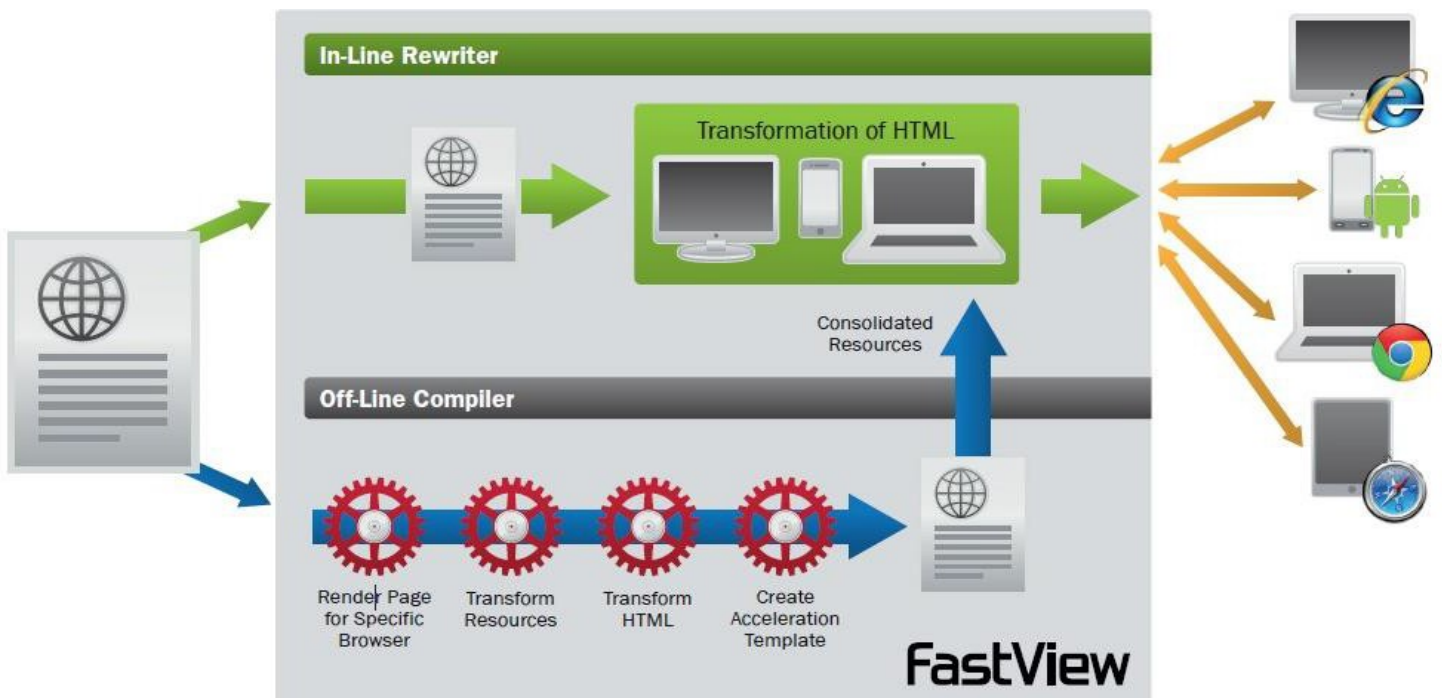 In-Line Rewriter
Transformation of HTML
Consolidated
Resources
Off-Line Compiler
Render Page
for Specific
Browser
Transform
Resources
Transform
HTML
Create
Acceleration
Template
FastView